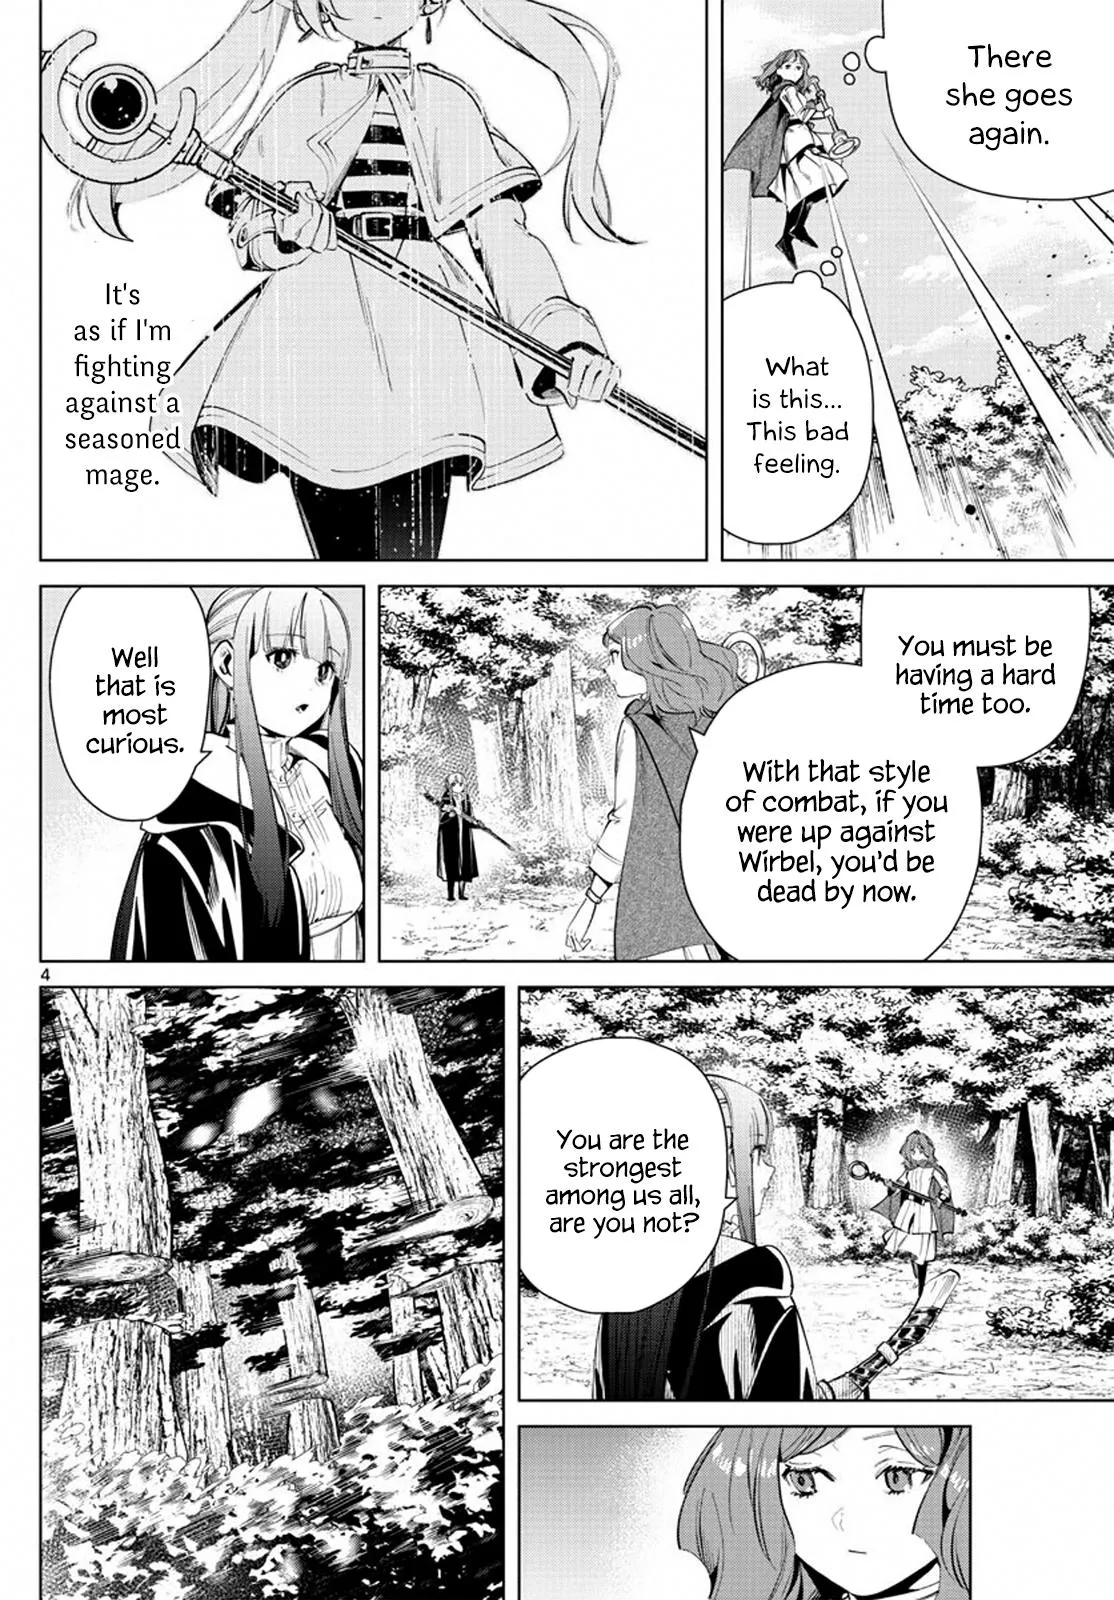 There
she goes
again.
What
is this...
This bad
feeling.
It's
as if I'm
fighting
against a
seasoned
mage.
You must be
having a hard
time too.
With that style
of combat, if you
were up against
Wirbel, you'd be
dead by now.
Well
that is
most
curious.
4
You are the
strongest
among us all,
are you not?